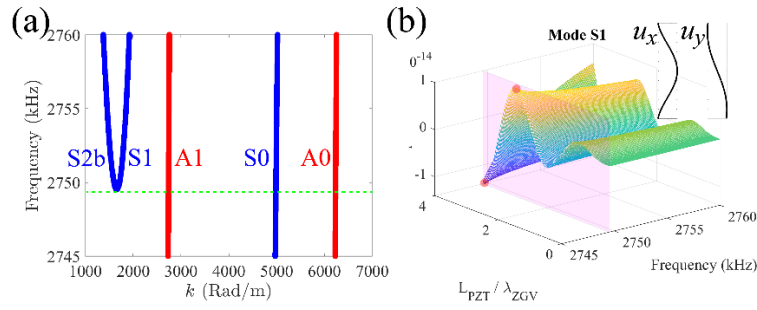 (a)
2760
2755
2750
2745
Frequency (kHz)
S2b S1 A1 S0 A0
1000 2000 3000 4000 5000 6000 7000
k (Rad/m)
(b)
Mode S1
u_x u_y
0^-14
1
0
-1
4
2
0
2745
2750
2755
2760
Frequency (kHz)
L_PZT / λ_ZGV